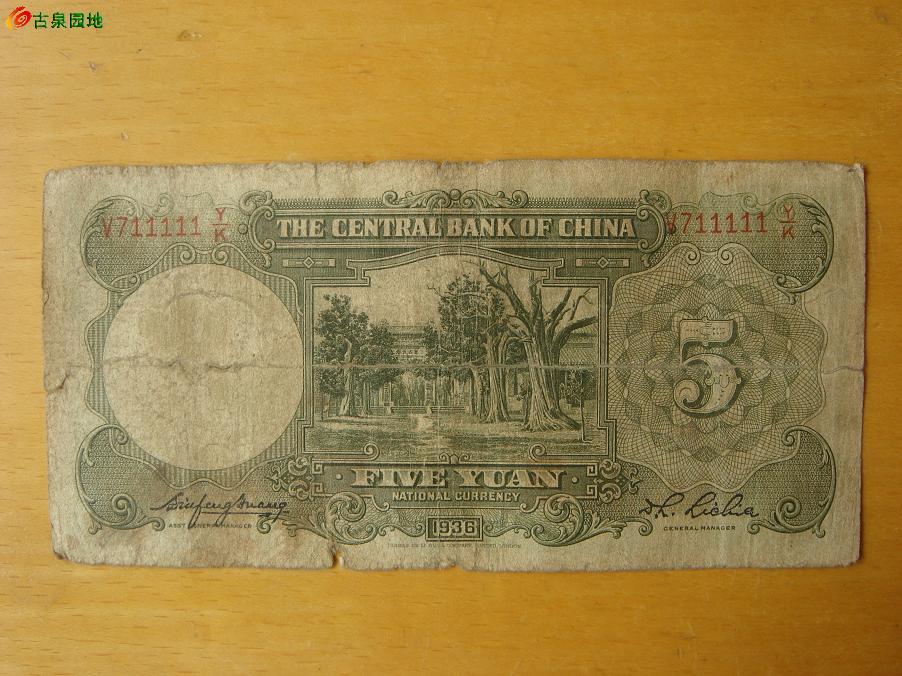 古泉园地
V711111 Y/K
THE CENTRAL BANK OF CHINA
V711111 Y/K
5
FIVE YUAN
NATIONAL CURRENCY
1936
GENERAL MANAGER